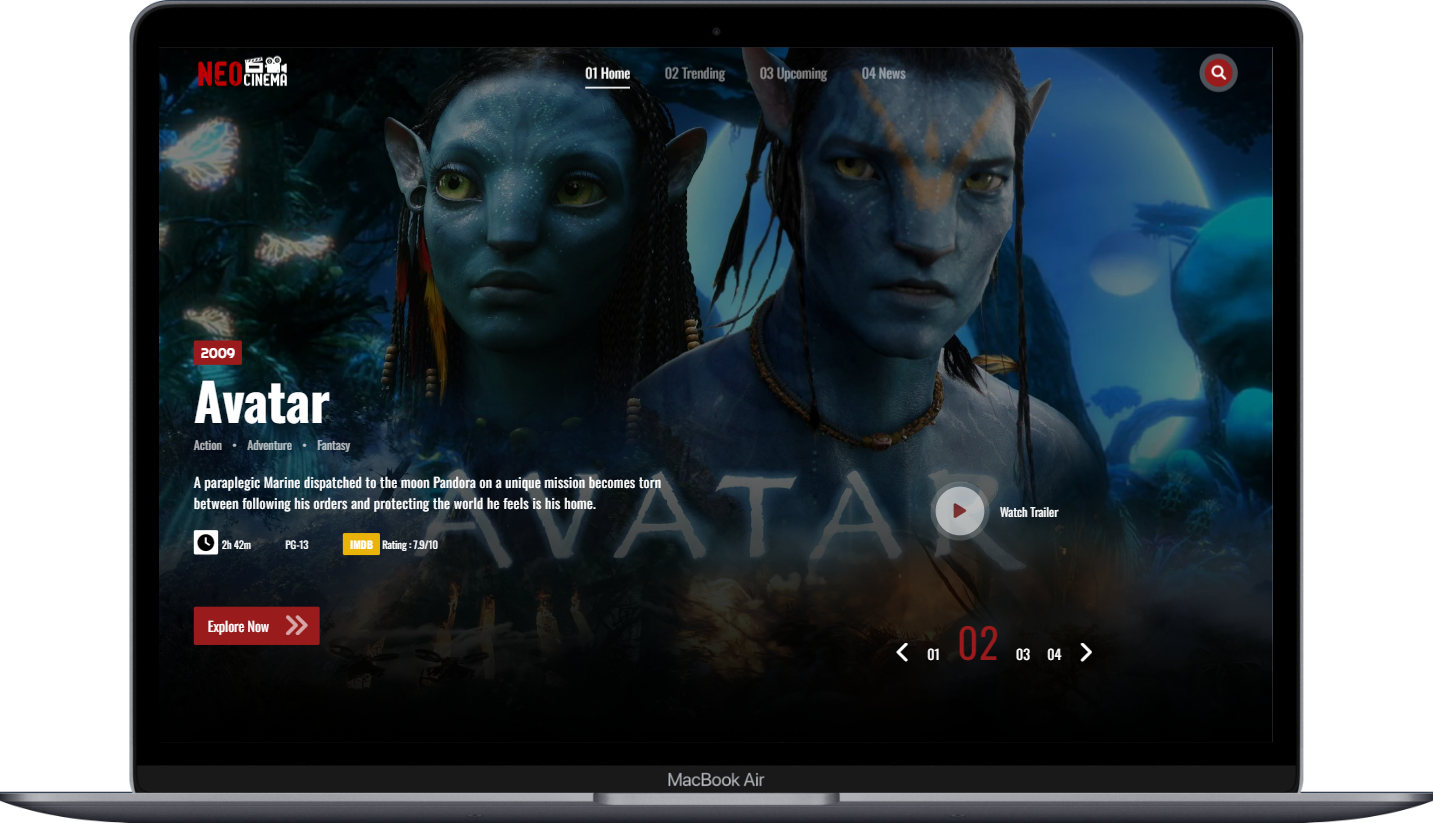 NEO CINEMA
01 Home 02 Trending 03 Upcoming 04 News
2009
Avatar
Action • Adventure • Fantasy
A paraplegic Marine dispatched to the moon Pandora on a unique mission becomes torn
between following his orders and protecting the world he feels is his home.
AVATAR
Watch Trailer
2h 42m PG-13 IMDB Rating : 7.9/10
Explore Now
01 02 03 04
MacBook Air